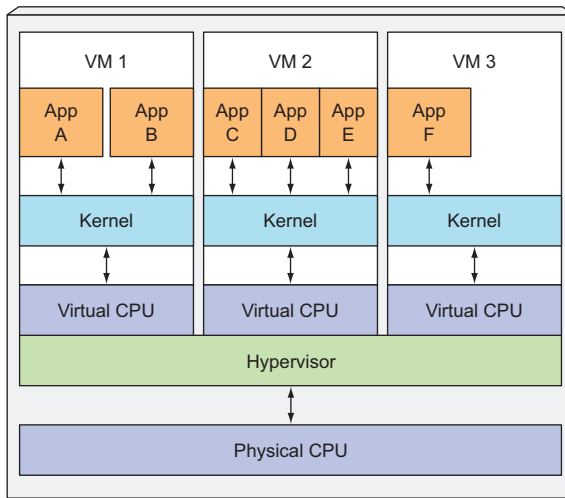 VM 1
VM 2
VM 3
App
A
App
B
App
C
App
D
App
E
App
F
Kernel
Kernel
Kernel
Virtual CPU
Virtual CPU
Virtual CPU
Hypervisor
Physical CPU